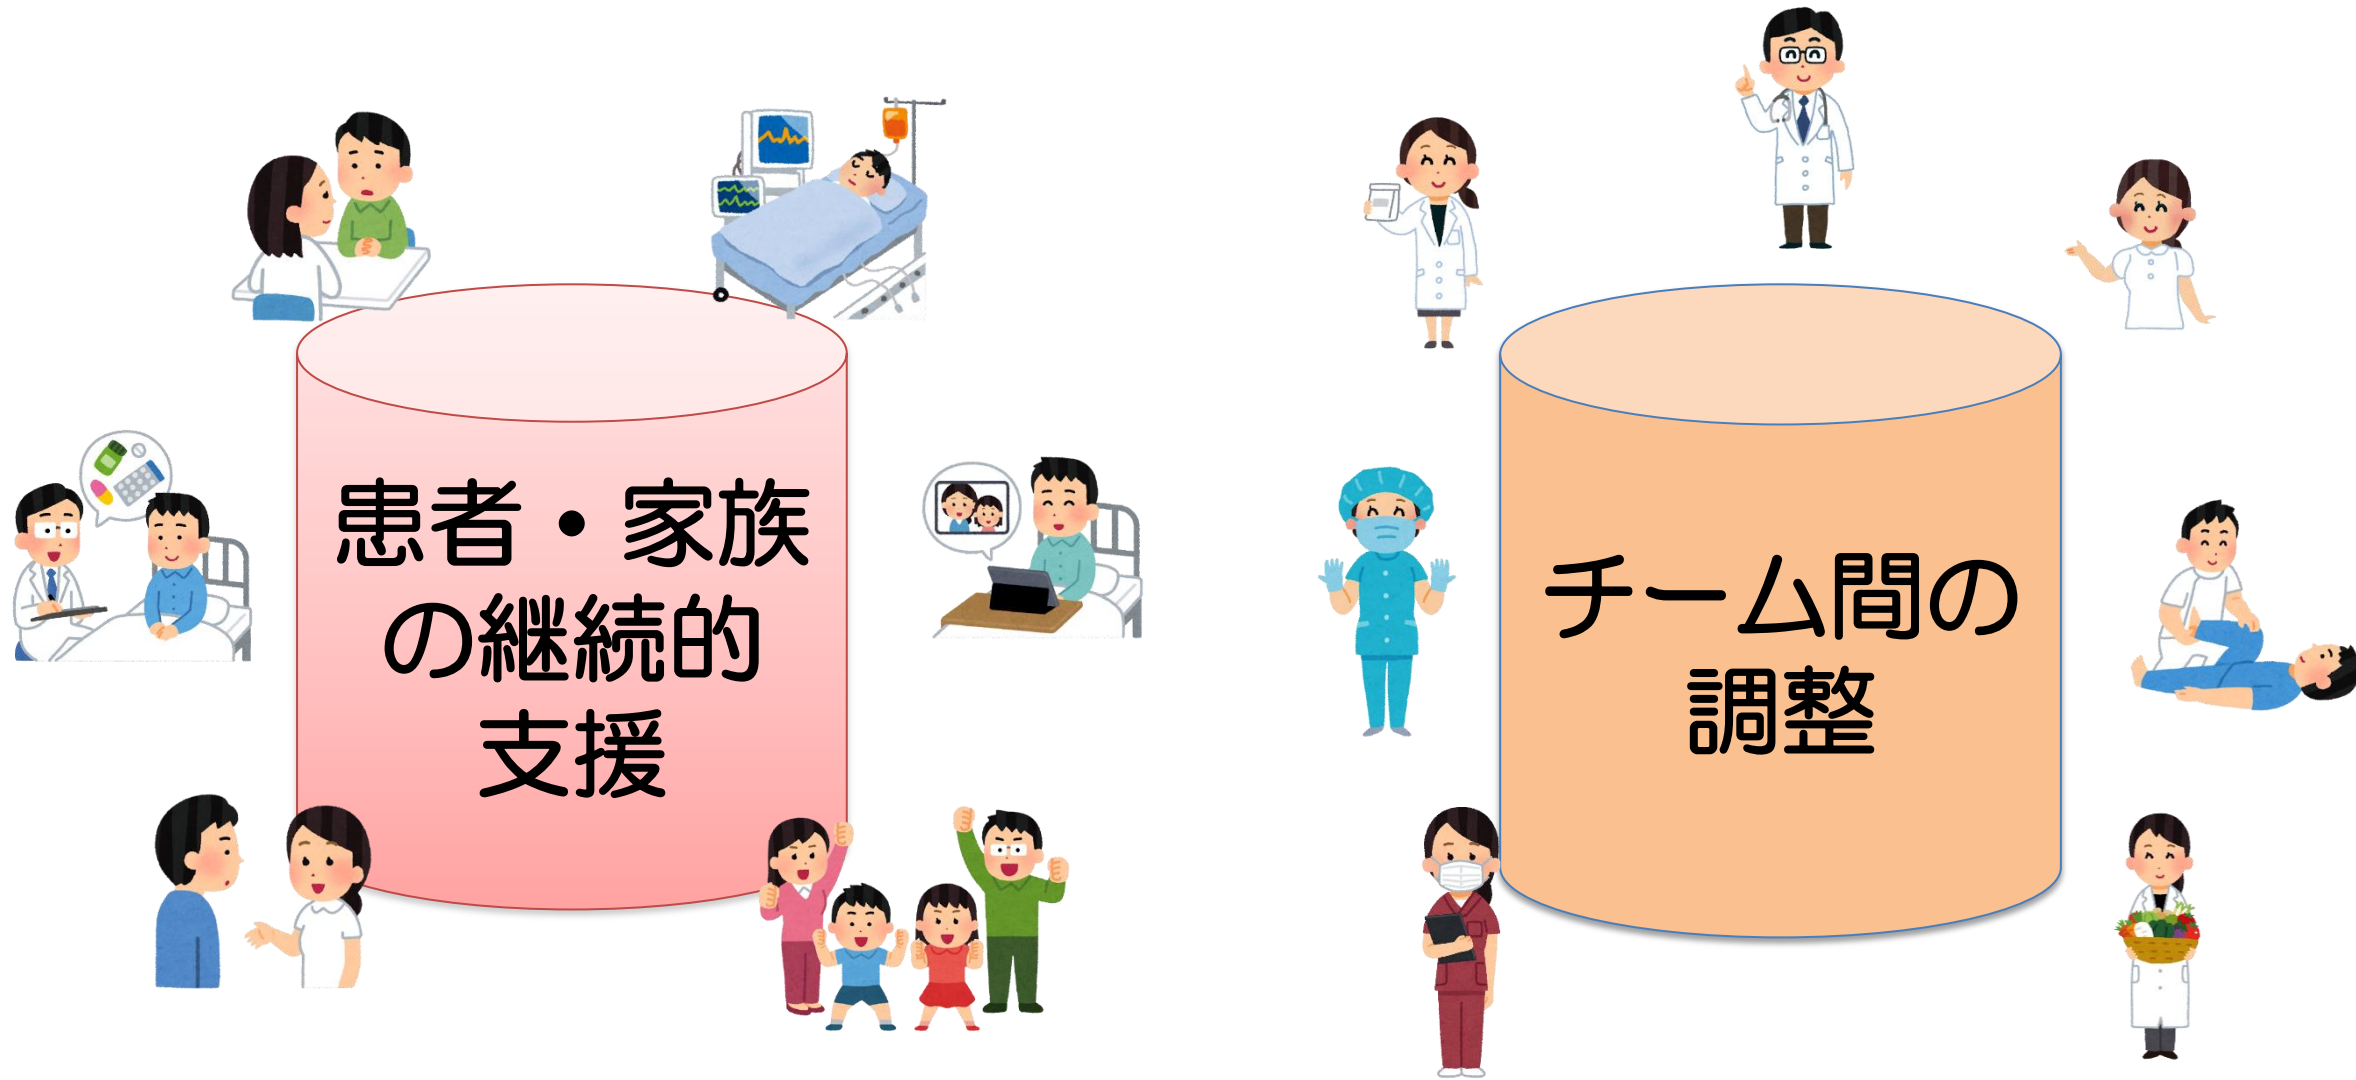 患者・家族
の継続的
支援
チーム間の
調整